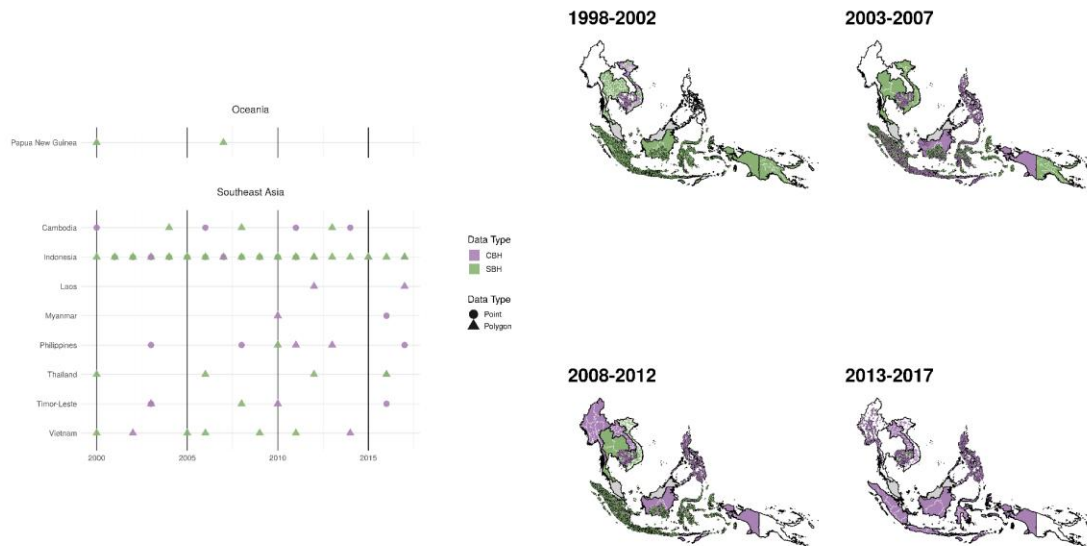 1998-2002
2003-2007
Oceania
Papua New Guinea
Southeast Asia
Cambodia
Indonesia
Laos
Myanmar
Philippines
Thailand
Timor-Leste
Vietnam
2000
2005
2010
2015
Data Type
CBH
SBH
Data Type
Point
Polygon
2008-2012
2013-2017